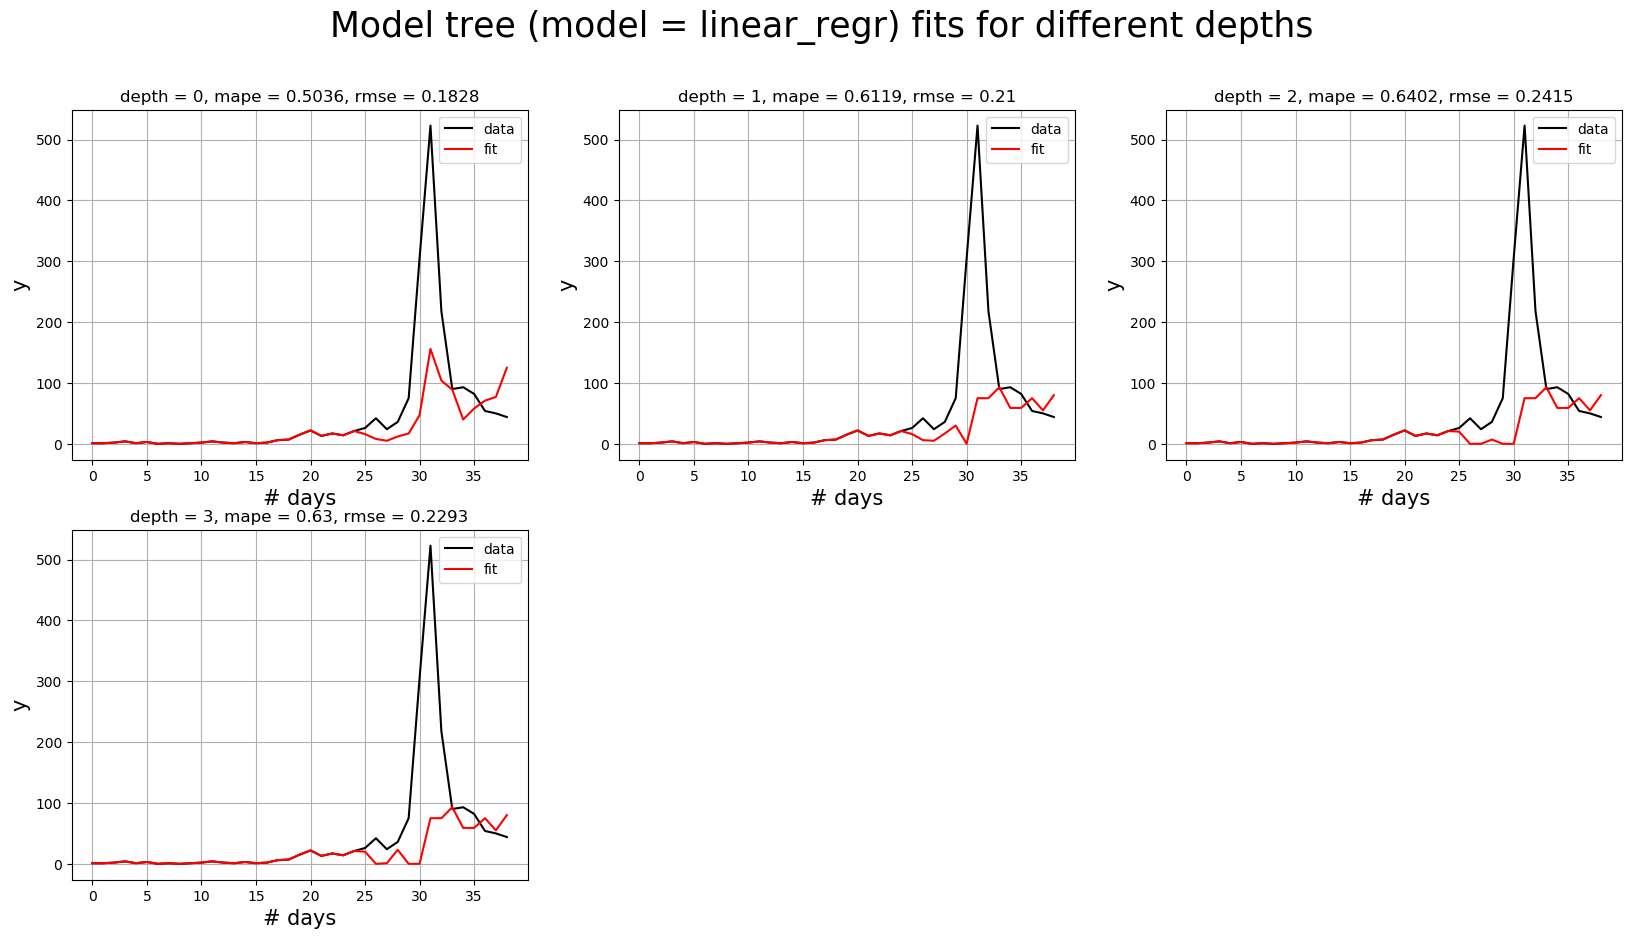 Model tree (model = linear_regr) fits for different depths
depth = 0, mape = 0.5036, rmse = 0.1828
data
fit
500
400
300
200
100
0
y
0 5 10 15 20 25 30 35
# days
depth = 1, mape = 0.6119, rmse = 0.21
data
fit
500
400
300
200
100
0
y
0 5 10 15 20 25 30 35
# days
depth = 2, mape = 0.6402, rmse = 0.2415
data
fit
500
400
300
200
100
0
y
0 5 10 15 20 25 30 35
# days
depth = 3, mape = 0.63, rmse = 0.2293
data
fit
500
400
300
200
100
0
y
0 5 10 15 20 25 30 35
# days